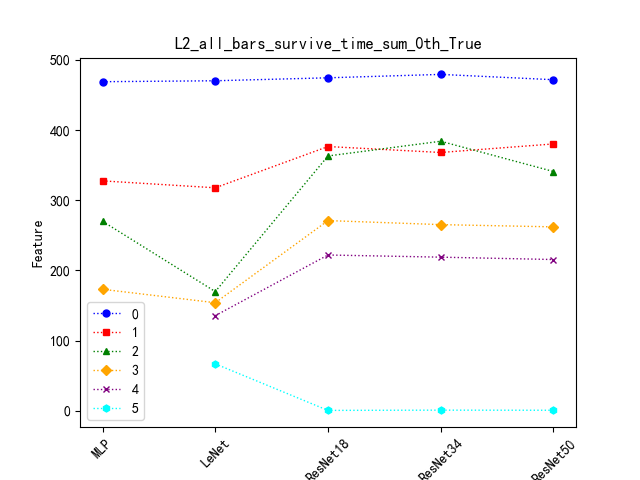 L2_all_bars_survive_time_sum_0th_True
500
400
300
200
100
0
Feature
0
1
2
3
4
5
MLP
LeNet
ResNet18
ResNet34
ResNet50